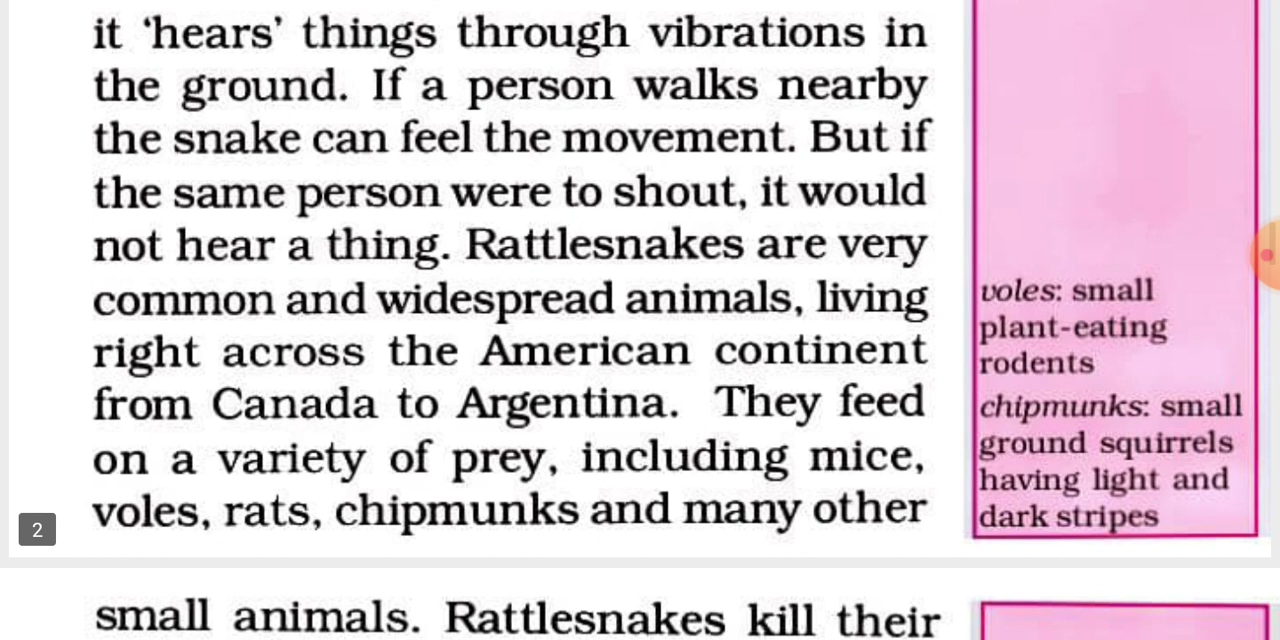 it ‘hears’ things through vibrations in
the ground. If a person walks nearby
the snake can feel the movement. But if
the same person were to shout, it would
not hear a thing. Rattlesnakes are very
common and widespread animals, living
right across the American continent
from Canada to Argentina. They feed
on a variety of prey, including mice,
voles, rats, chipmunks and many other
voles: small
plant-eating
rodents
chipmunks: small
ground squirrels
having light and
dark stripes
2
small animals. Rattlesnakes kill their